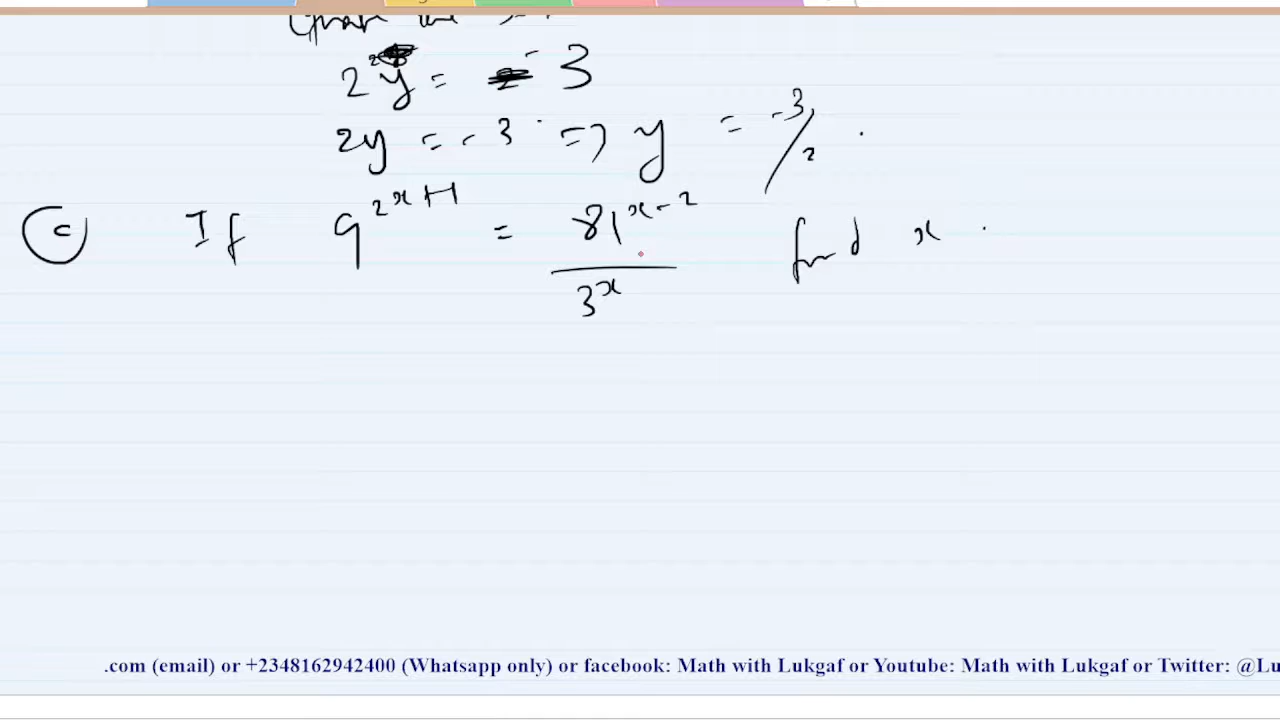 2y = -3
2y = -3 => y = -3/2 .
(c) If 9^{2x+1} = \frac{81^{x-2}}{3^x} find x .
.com (email) or +2348162942400 (Whatsapp only) or facebook: Math with Lukgaf or Youtube: Math with Lukgaf or Twitter: @Lu